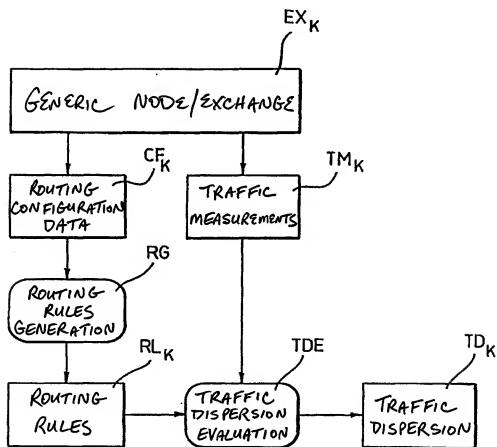 EX_K
GENERIC NODE/EXCHANGE
CF_K
TM_K
ROUTING
CONFIGURATION
DATA
TRAFFIC
MEASUREMENTS
RG
ROUTING
RULES
GENERATION
RL_K
TDE
TD_K
ROUTING
RULES
TRAFFIC
DISPERSION
EVALUATION
TRAFFIC
DISPERSION